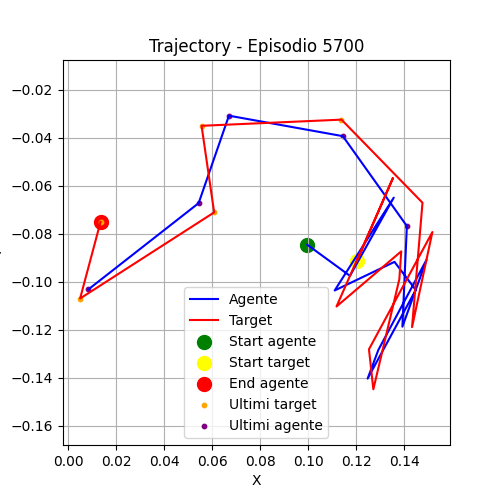 Trajectory - Episodio 5700
−0.02
−0.04
−0.06
−0.08
−0.10
−0.12
−0.14
−0.16
Agente
Target
Start agente
Start target
End agente
Ultimi target
Ultimi agente
0.00 0.02 0.04 0.06 0.08 0.10 0.12 0.14
X